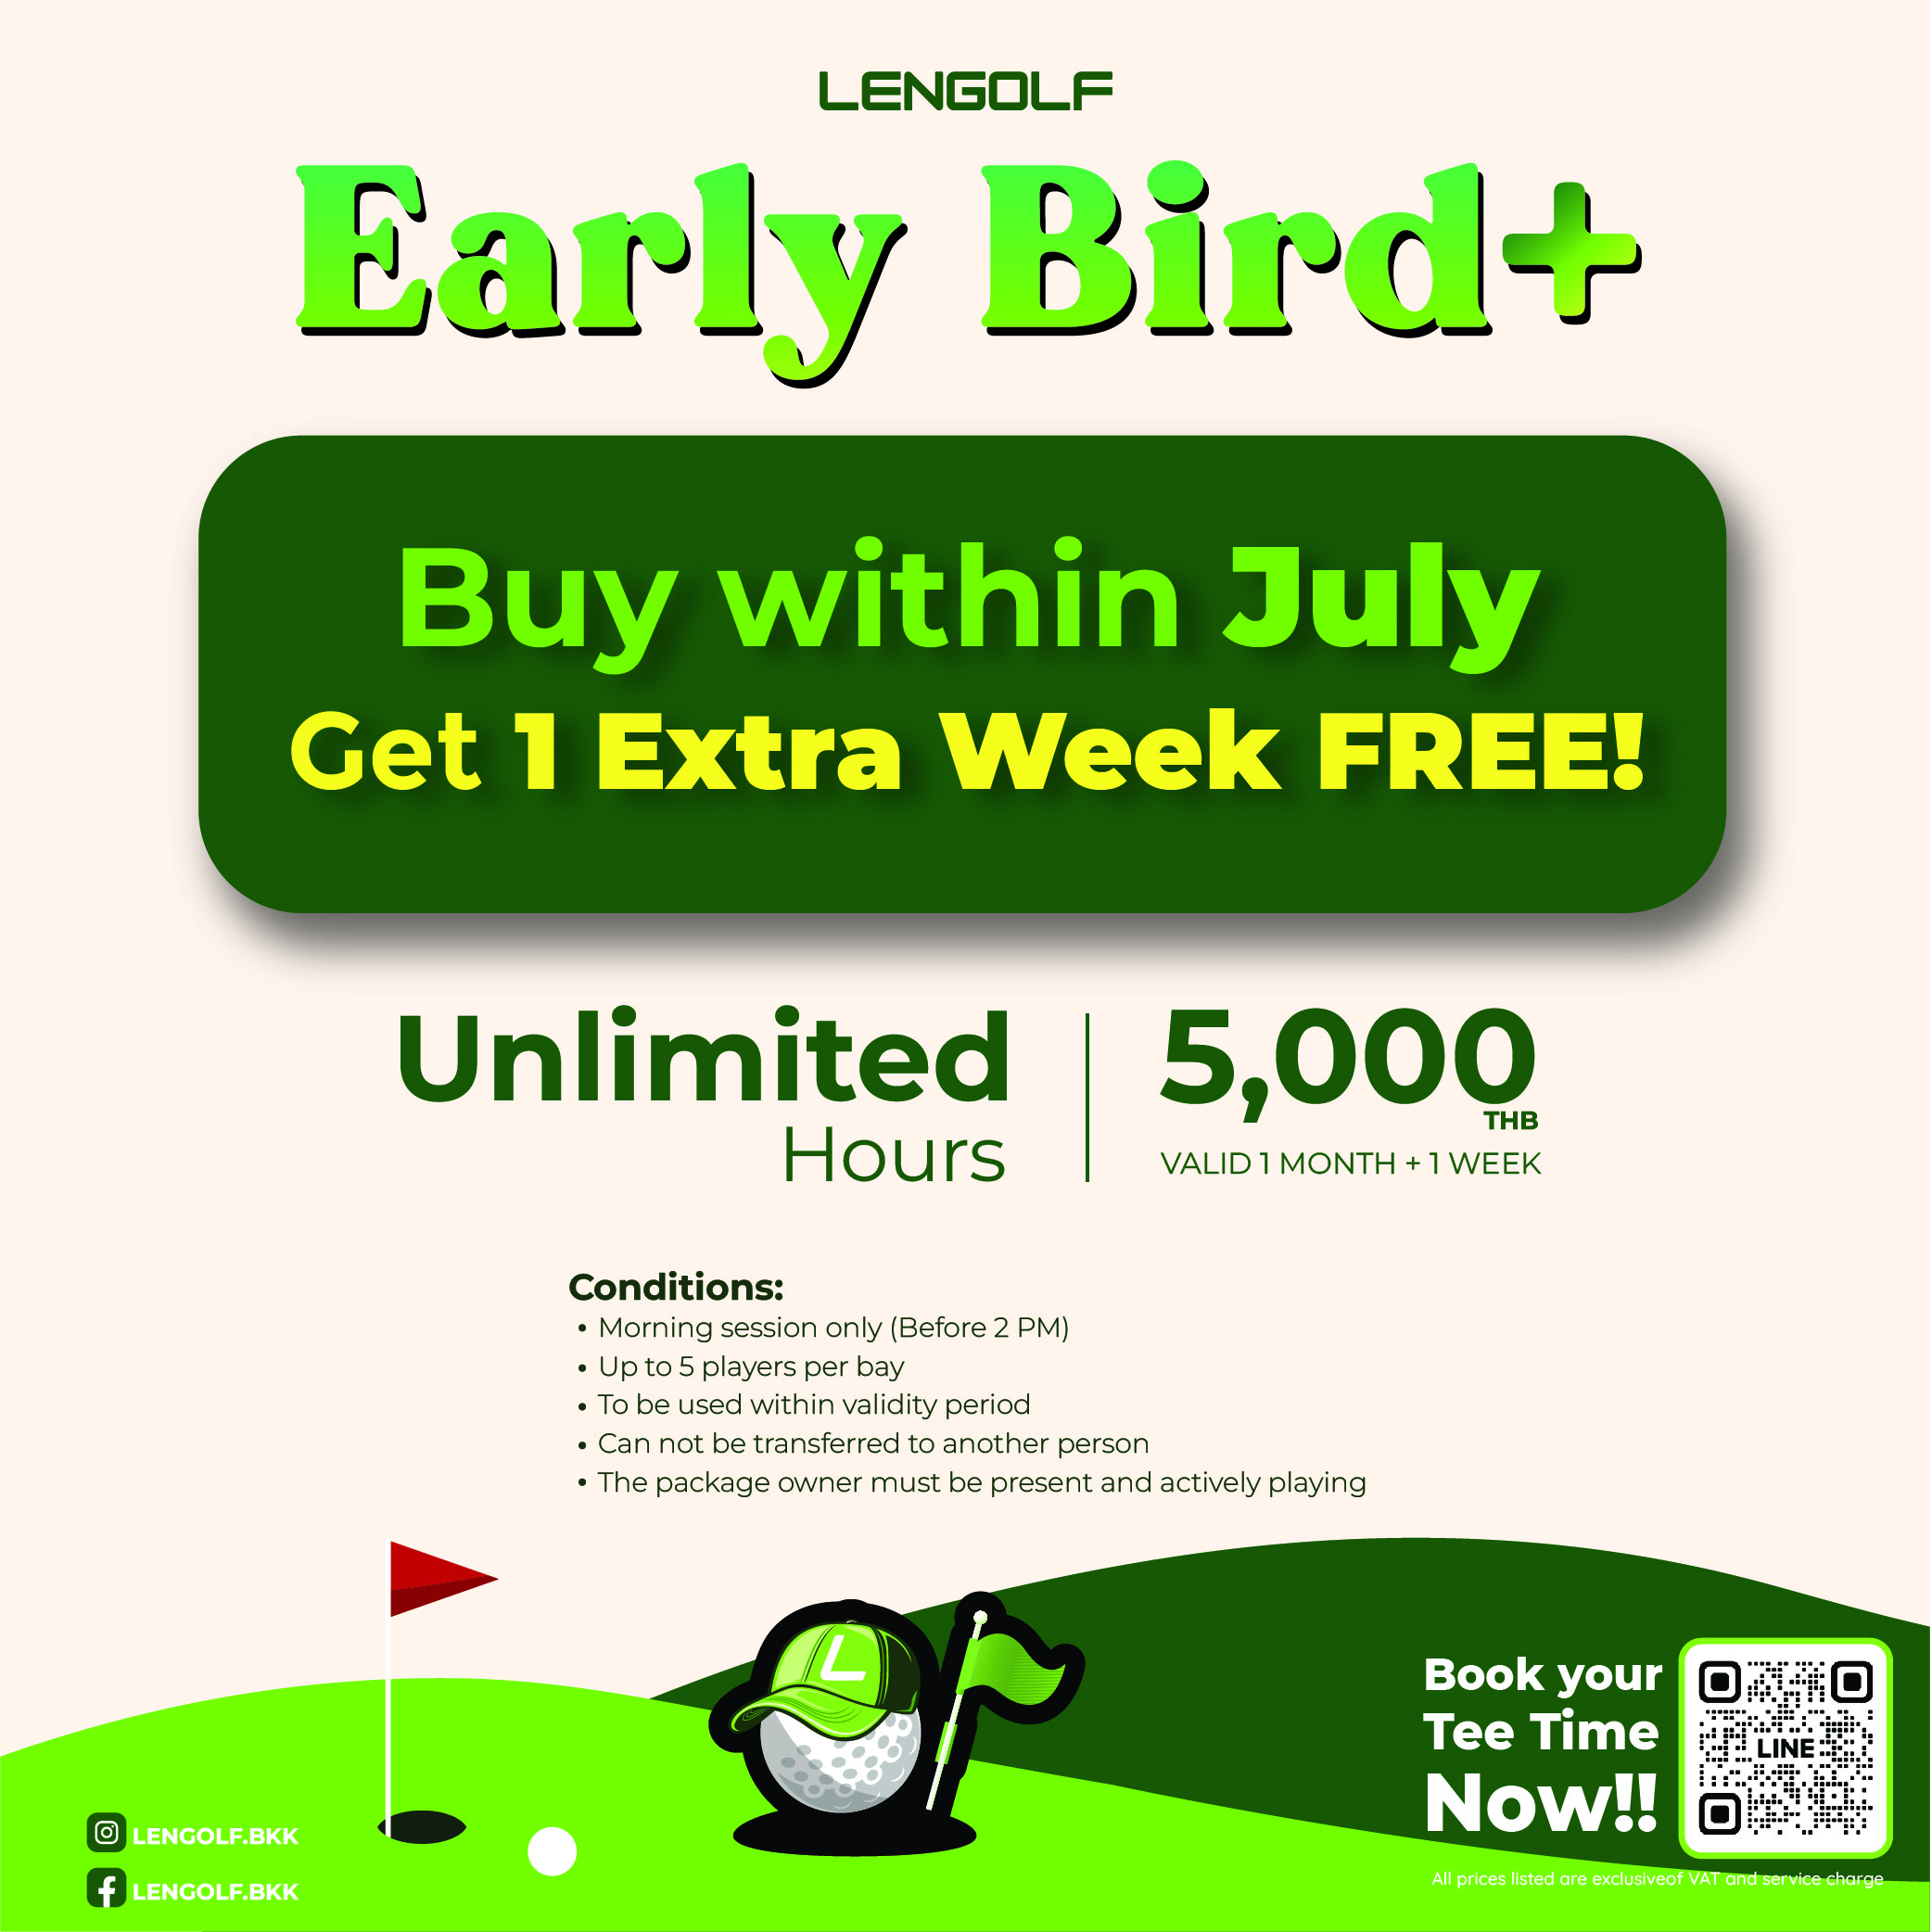 LENGOLF
Early Bird+
Buy within July
Get 1 Extra Week FREE!
Unlimited
Hours
5,000
THB
VALID 1 MONTH + 1 WEEK
Conditions:
• Morning session only (Before 2 PM)
• Up to 5 players per bay
• To be used within validity period
• Can not be transferred to another person
• The package owner must be present and actively playing
L
Book your
Tee Time
Now!!
LINE
LENGOLF.BKK
LENGOLF.BKK
All prices listed are exclusiveof VAT and service charge